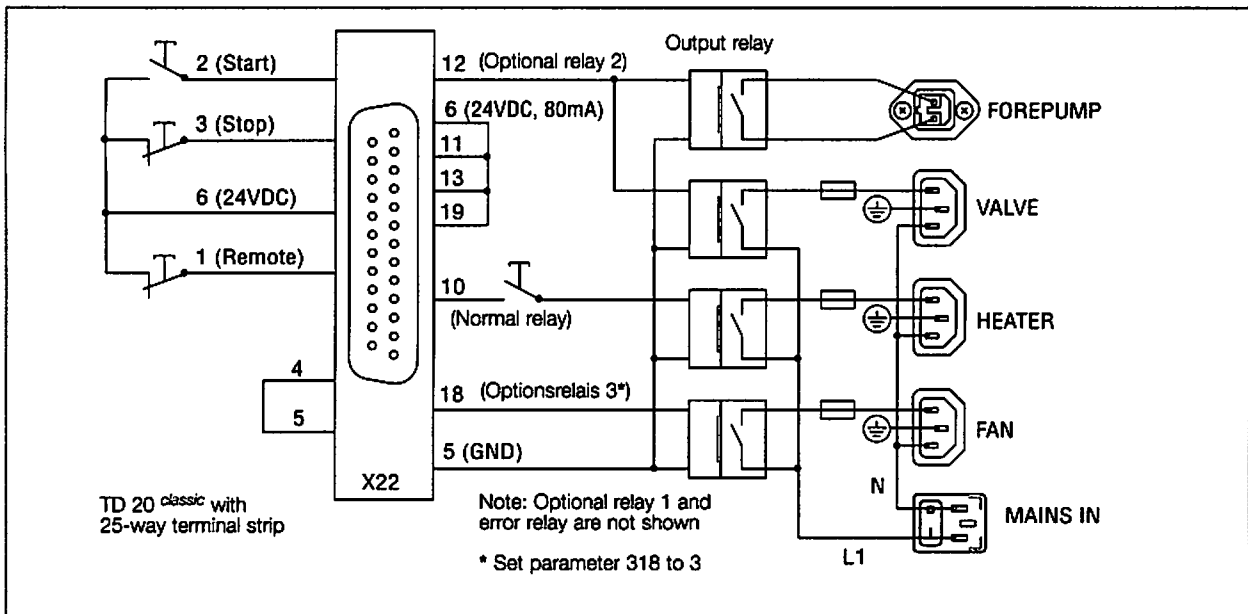 Output relay
2 (Start)
12 (Optional relay 2)
6 (24VDC, 80mA)
FOREPUMP
3 (Stop)
11
13
6 (24VDC)
19
VALVE
1 (Remote)
10
(Normal relay)
HEATER
4
18 (Optionsrelais 3*)
5
FAN
5 (GND)
X22
N
TD 20 classic with
25-way terminal strip
Note: Optional relay 1 and
error relay are not shown
MAINS IN
* Set parameter 318 to 3
L1